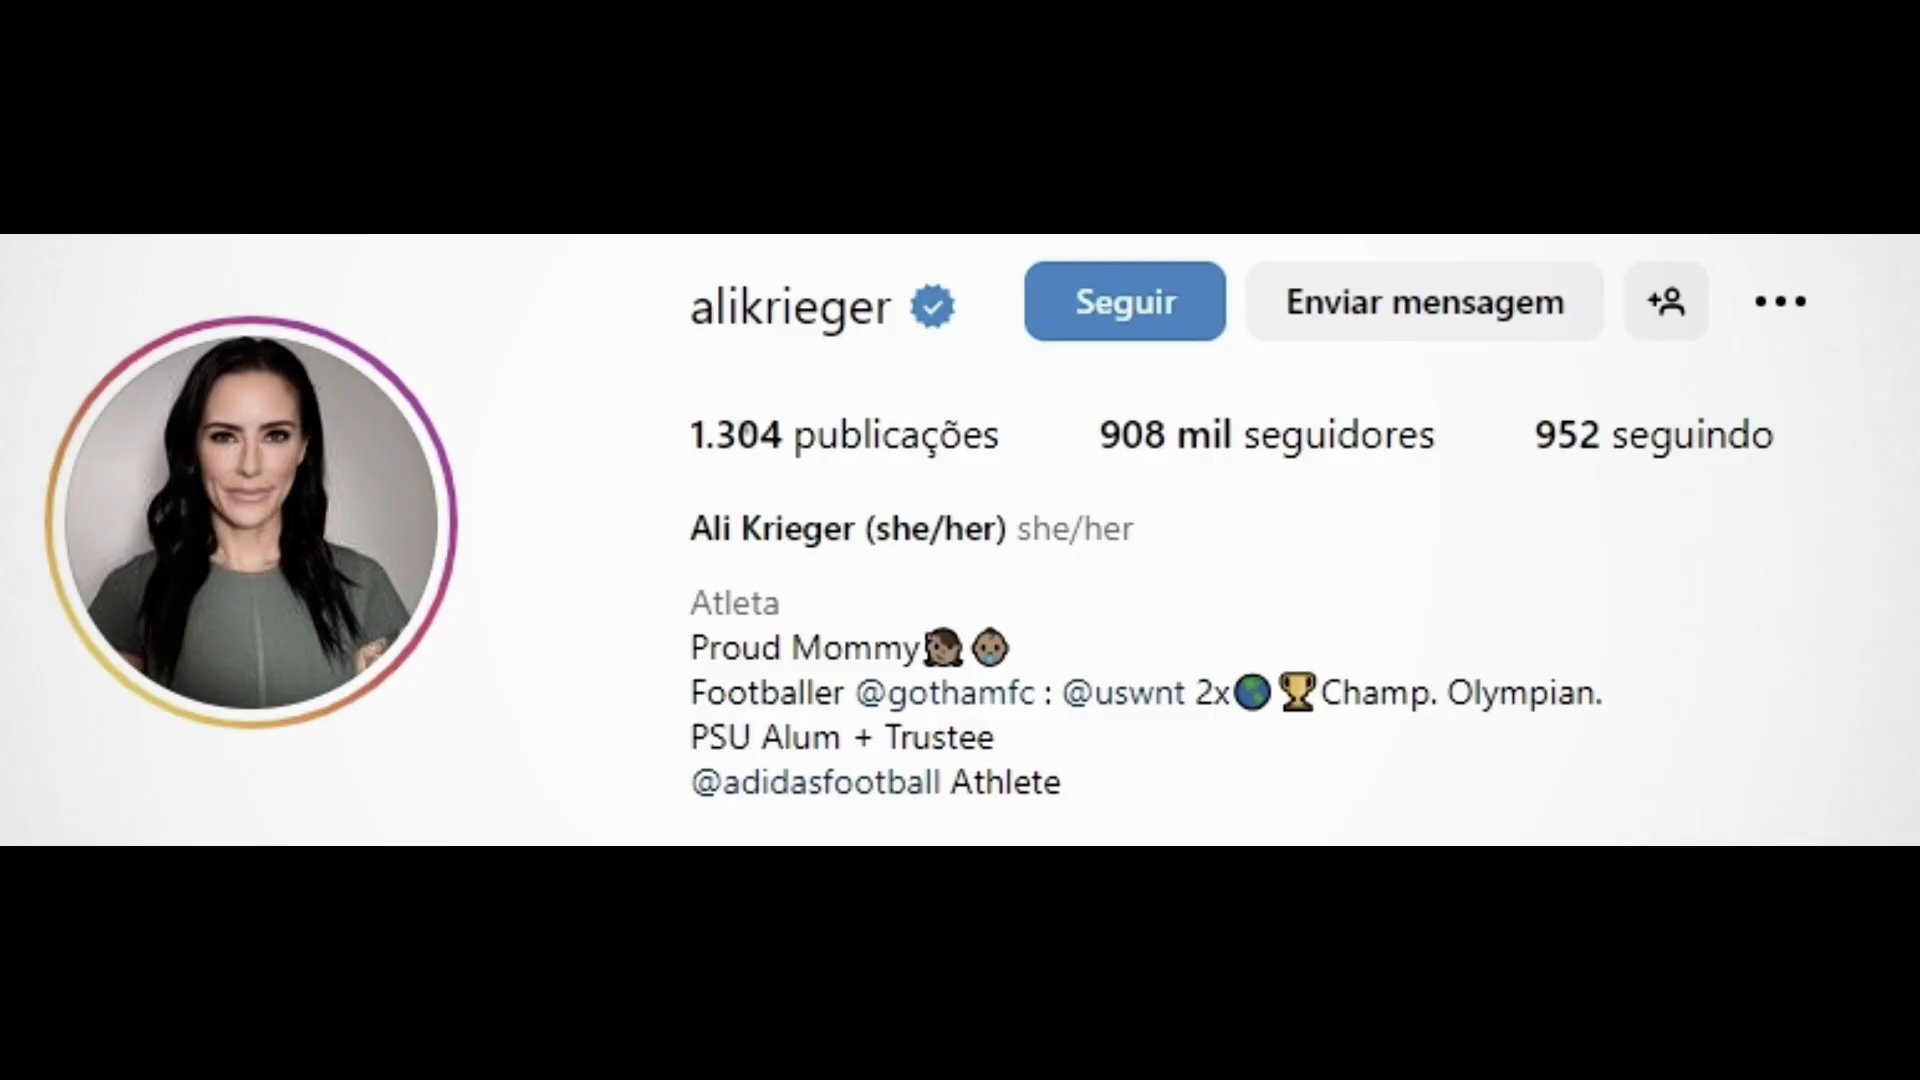 alikrieger
Seguir
Enviar mensagem
1.304 publicações 908 mil seguidores 952 seguindo
Ali Krieger (she/her) she/her
Atleta
Proud Mommy👧🏽👶🏽
Footballer @gothamfc : @uswnt 2x🌎🏆Champ. Olympian.
PSU Alum + Trustee
@adidasfootball Athlete